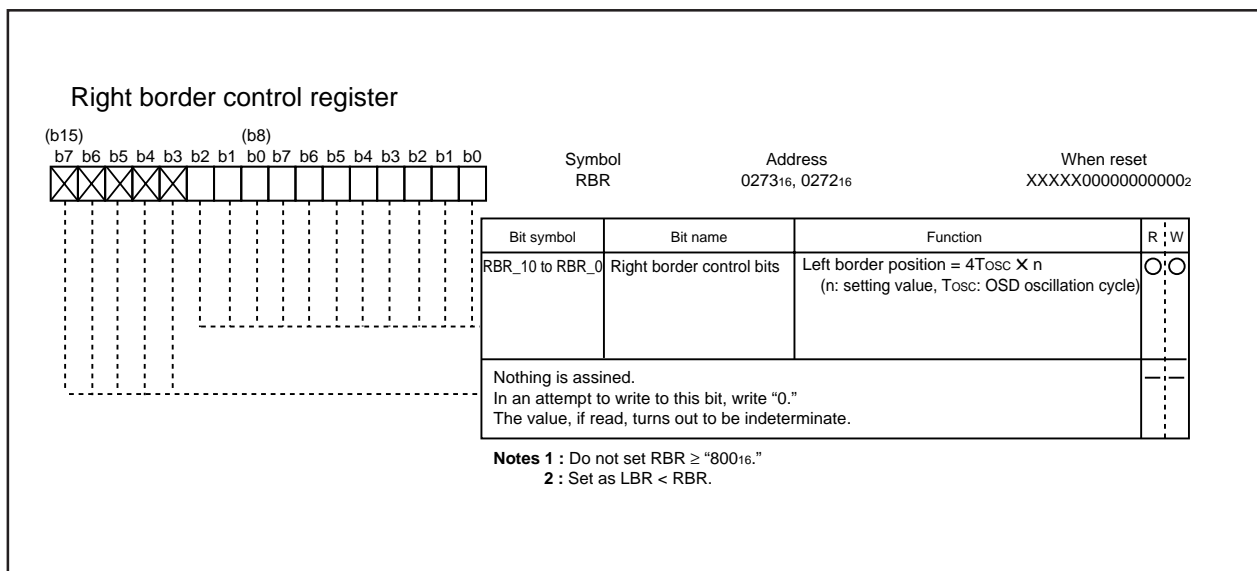 Right border control register
(b15) (b8)
b7 b6 b5 b4 b3 b2 b1 b0 b7 b6 b5 b4 b3 b2 b1 b0
Symbol Address When reset
RBR 0273₁₆, 0272₁₆ XXXXX00000000000₂
Bit symbol Bit name Function R W
RBR_10 to RBR_0 Right border control bits Left border position = 4Tosc X n
(n: setting value, Tosc: OSD oscillation cycle)
Nothing is assined.
In an attempt to write to this bit, write “0.”
The value, if read, turns out to be indeterminate.
Notes 1 : Do not set RBR ≥ “800₁₆.”
2 : Set as LBR < RBR.